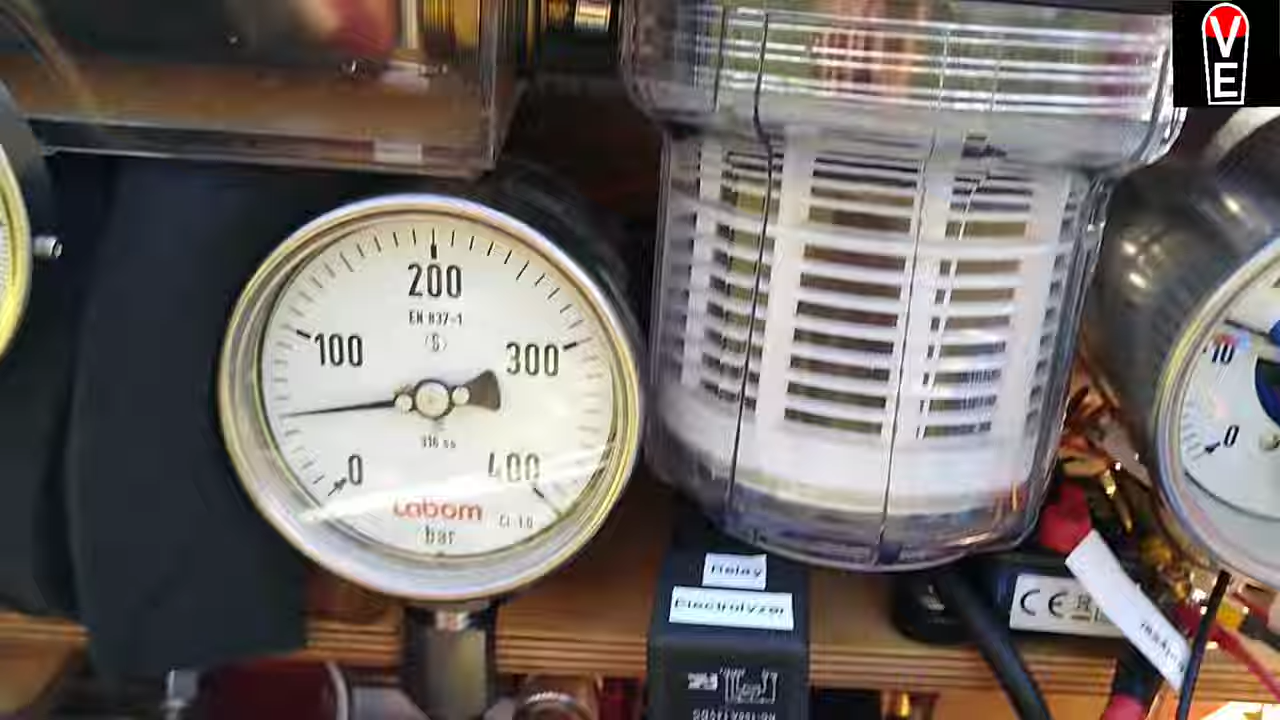 VE
200
EN 837-1
(S)
100
300
316 ss
0
400
Labom
Cl. 1.0
bar
10
0
Relay
Electrolyzer
CE